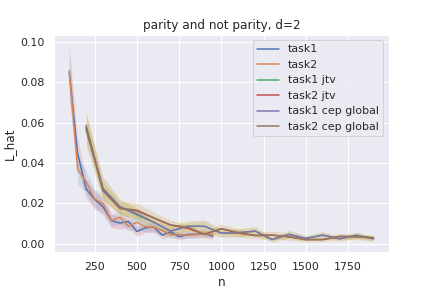 parity and not parity, d=2
0.10
0.08
0.06
0.04
0.02
0.00
L_hat
task1
task2
task1 jtv
task2 jtv
task1 cep global
task2 cep global
250 500 750 1000 1250 1500 1750
n